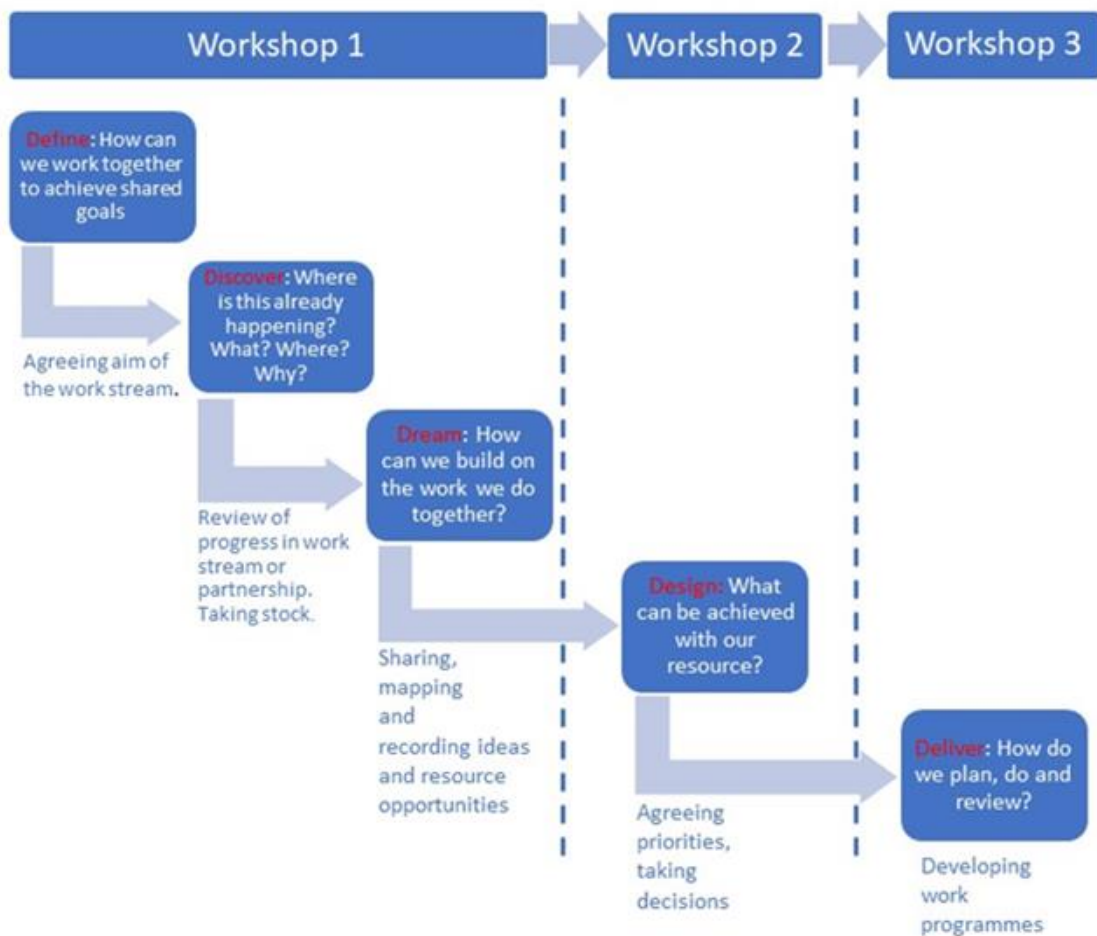 Workshop 1
Workshop 2
Workshop 3
Define: How can
we work together
to achieve shared
goals
Agreeing aim of
the work stream.
Discover: Where
is this already
happening?
What? Where?
Why?
Review of
progress in work
stream or
partnership.
Taking stock.
Dream: How
can we build on
the work we do
together?
Sharing,
mapping
and
recording ideas
and resource
opportunities
Design: What
can be achieved
with our
resource?
Agreeing
priorities,
taking
decisions
Deliver: How do
we plan, do and
review?
Developing
work
programmes